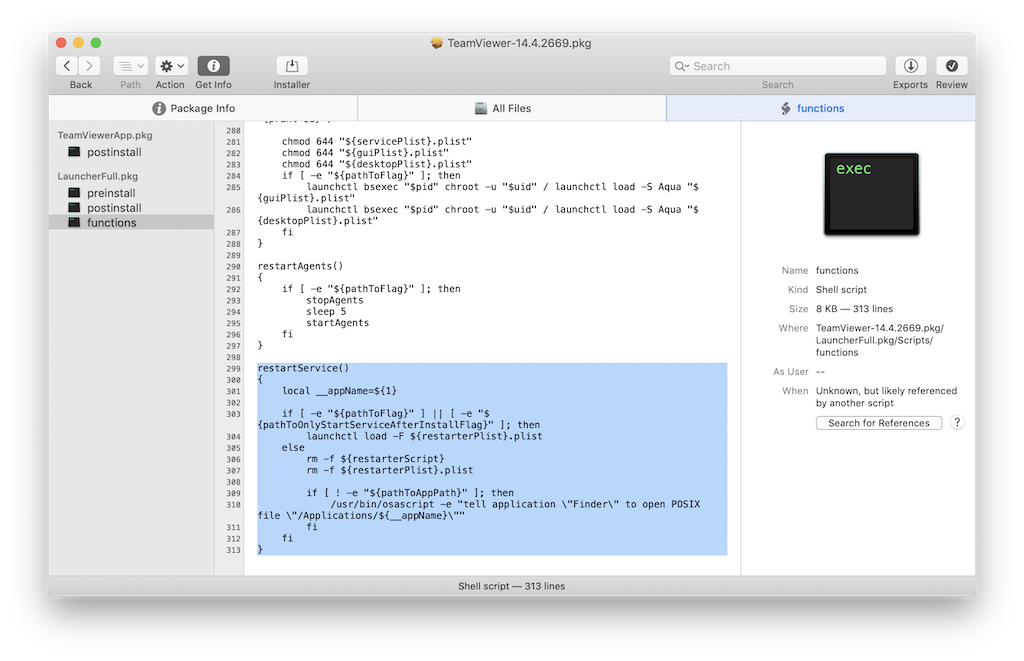 TeamViewer-14.4.2669.pkg
Back
Path
Action
Get Info
Installer
Search
Search
Exports
Review
Package Info
All Files
functions
TeamViewerApp.pkg
postinstall
LauncherFull.pkg
preinstall
postinstall
functions
280
281 chmod 644 "${servicePlist}.plist"
282 chmod 644 "${guiPlist}.plist"
283 chmod 644 "${desktopPlist}.plist"
284 if [ -e "${pathToFlag}" ]; then
285 launchctl bsexec "$pid" chroot -u "$uid" / launchctl load -S Aqua "$
{guiPlist}.plist"
286 launchctl bsexec "$pid" chroot -u "$uid" / launchctl load -S Aqua "$
{desktopPlist}.plist"
287 fi
288 }
289
290 restartAgents()
291 {
292 if [ -e "${pathToFlag}" ]; then
293 stopAgents
294 sleep 5
295 startAgents
296 fi
297 }
298
299 restartService()
300 {
301 local __appName=${1}
302
303 if [ -e "${pathToFlag}" ] || [ -e "$
{pathToOnlyStartServiceAfterInstallFlag}" ]; then
304 launchctl load -F ${restarterPlist}.plist
305 else
306 rm -f ${restarterScript}
307 rm -f ${restarterPlist}.plist
308
309 if [ ! -e "${pathToAppPath}" ]; then
310 /usr/bin/osascript -e "tell application \"Finder\" to open POSIX
file \"/Applications/${__appName}\""
311 fi
312 fi
313 }
exec
Name functions
Kind Shell script
Size 8 KB — 313 lines
Where TeamViewer-14.4.2669.pkg/
LauncherFull.pkg/Scripts/
functions
As User --
When Unknown, but likely referenced
by another script
Search for References
?
Shell script — 313 lines